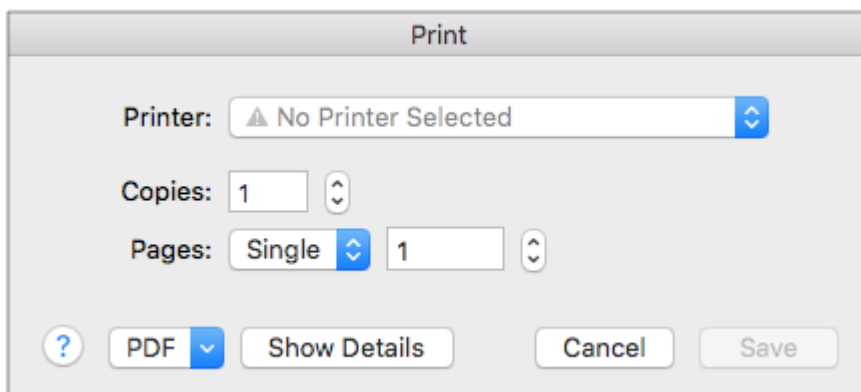 Print
Printer: No Printer Selected
Copies: 1
Pages: Single 1
? PDF Show Details Cancel Save